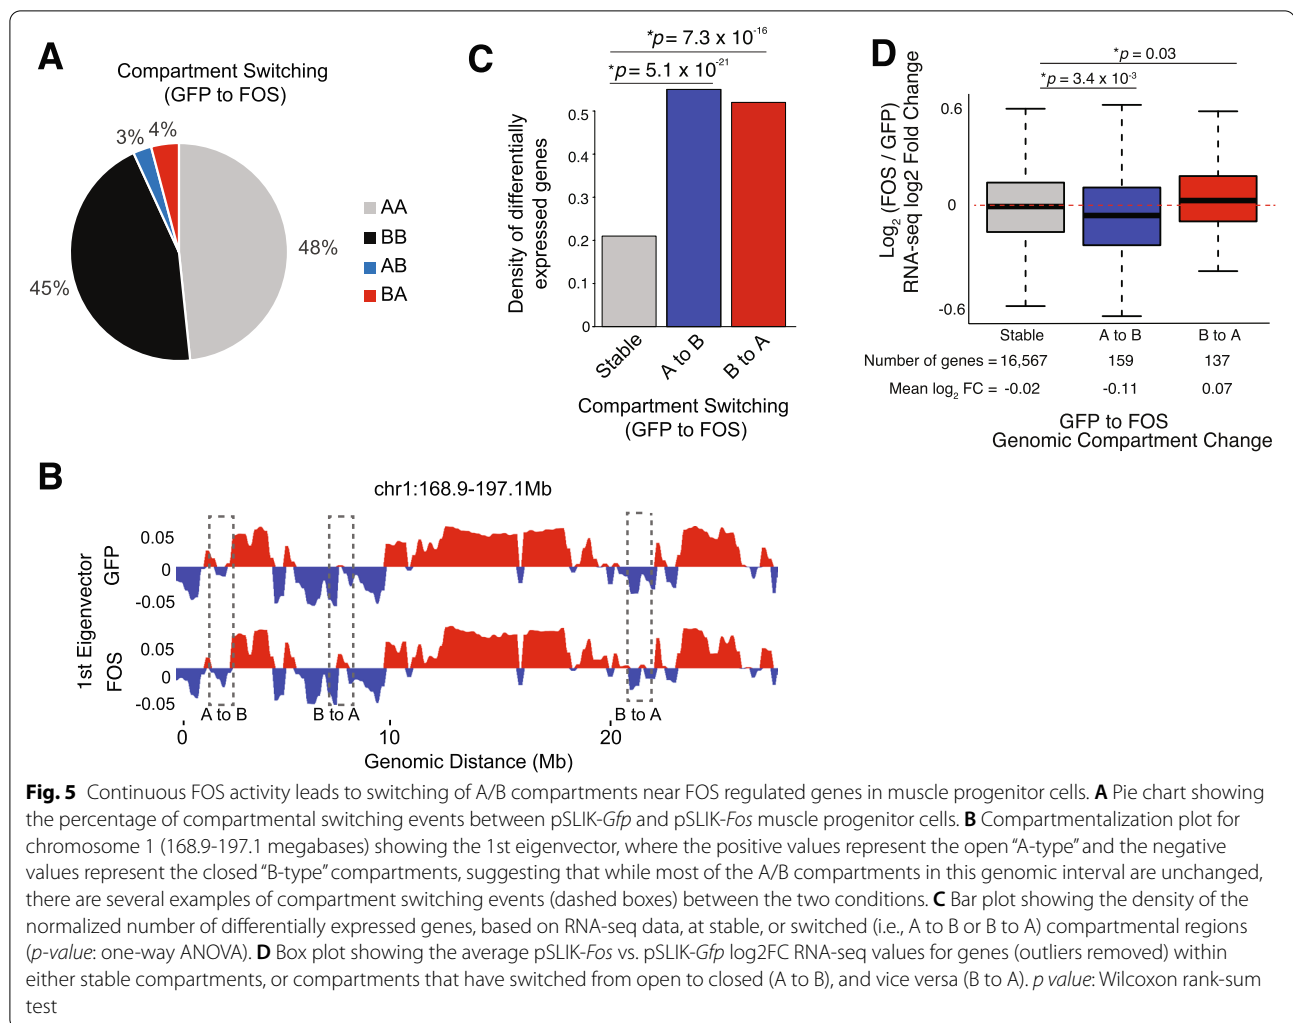 A
Compartment Switching
(GFP to FOS)
3%
4%
48%
45%
AA
BB
AB
BA
C
*p = 7.3 x 10-16
*p = 5.1 x 10-21
Density of differentially
expressed genes
0.5
0.4
0.3
0.2
0.1
0
Stable
A to B
B to A
Compartment Switching
(GFP to FOS)
D
*p = 0.03
*p = 3.4 x 10-3
Log2 (FOS / GFP)
RNA-seq log2 Fold Change
0.6
0
-0.6
Stable A to B B to A
Number of genes = 16,567 159 137
Mean log2 FC = -0.02 -0.11 0.07
GFP to FOS
Genomic Compartment Change
B
chr1:168.9-197.1Mb
1st Eigenvector
GFP
0.05
0
-0.05
FOS
0.05
0
-0.05
A to B B to A B to A
0 10 20
Genomic Distance (Mb)
Fig. 5 Continuous FOS activity leads to switching of A/B compartments near FOS regulated genes in muscle progenitor cells. A Pie chart showing
the percentage of compartmental switching events between pSLIK-Gfp and pSLIK-Fos muscle progenitor cells. B Compartmentalization plot for
chromosome 1 (168.9-197.1 megabases) showing the 1st eigenvector, where the positive values represent the open “A-type” and the negative
values represent the closed “B-type” compartments, suggesting that while most of the A/B compartments in this genomic interval are unchanged,
there are several examples of compartment switching events (dashed boxes) between the two conditions. C Bar plot showing the density of the
normalized number of differentially expressed genes, based on RNA-seq data, at stable, or switched (i.e., A to B or B to A) compartmental regions
(p-value: one-way ANOVA). D Box plot showing the average pSLIK-Fos vs. pSLIK-Gfp log2FC RNA-seq values for genes (outliers removed) within
either stable compartments, or compartments that have switched from open to closed (A to B), and vice versa (B to A). p value: Wilcoxon rank-sum
test